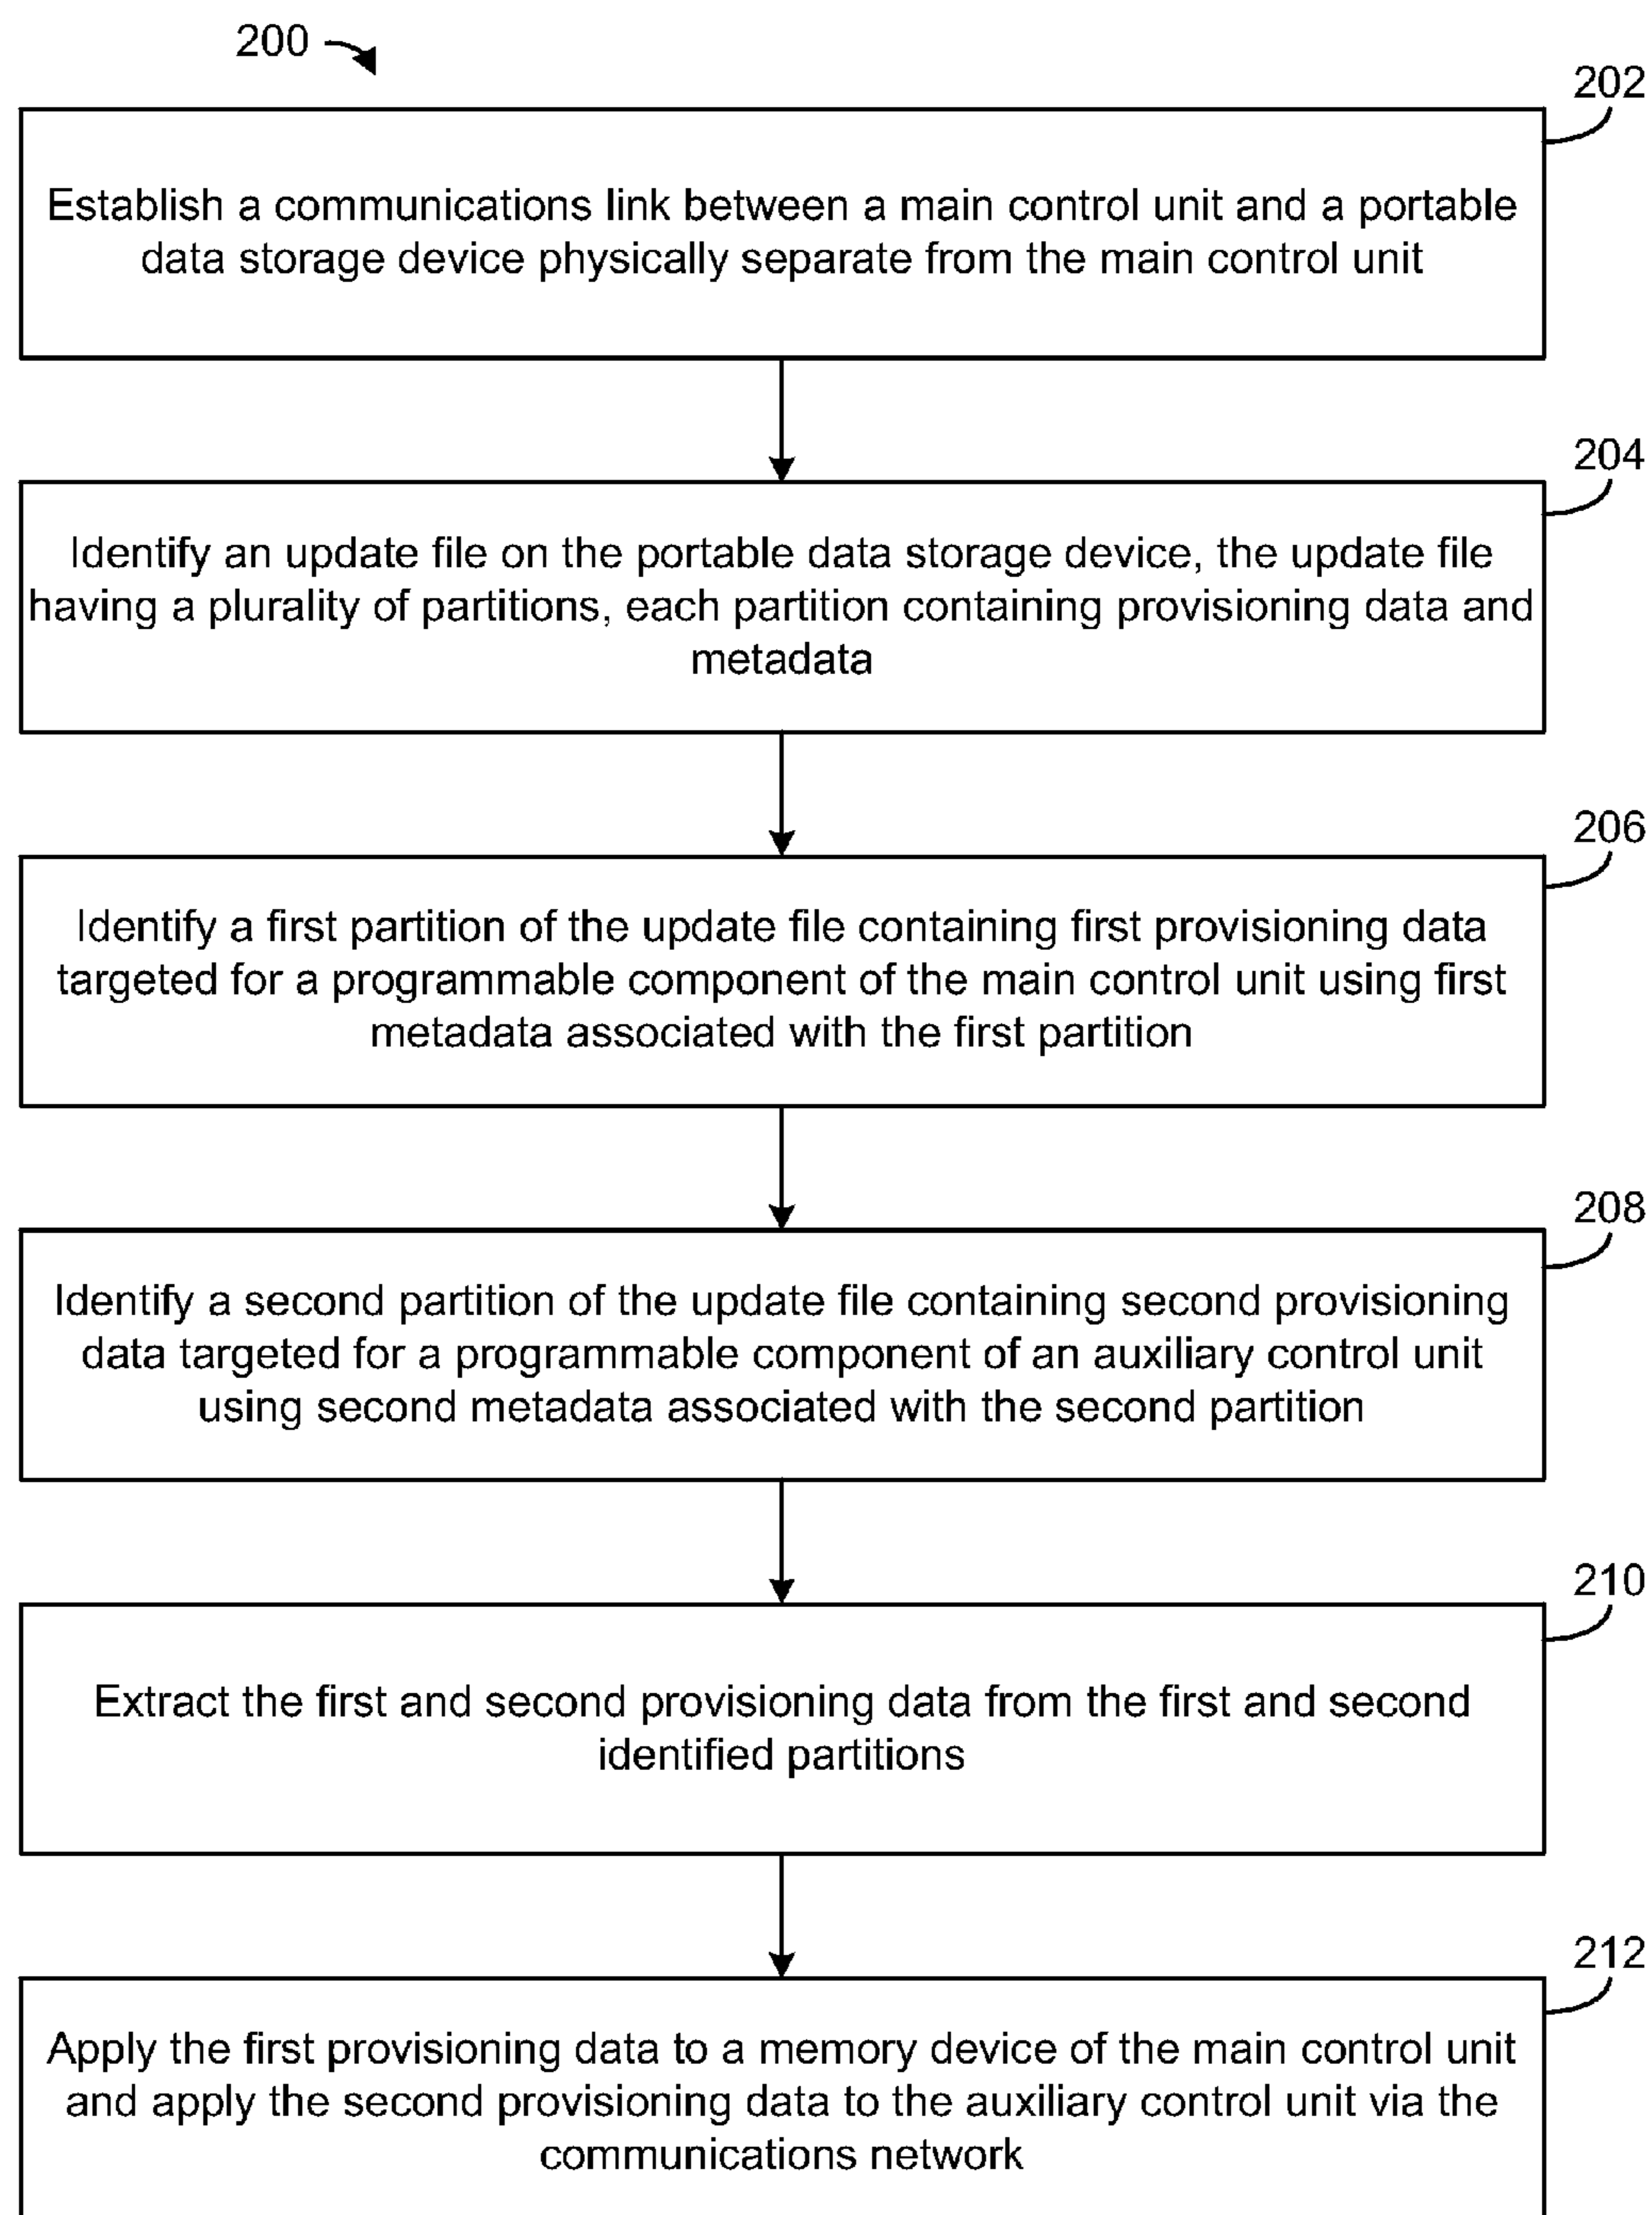 200
202
Establish a communications link between a main control unit and a portable
data storage device physically separate from the main control unit
204
Identify an update file on the portable data storage device, the update file
having a plurality of partitions, each partition containing provisioning data and
metadata
206
Identify a first partition of the update file containing first provisioning data
targeted for a programmable component of the main control unit using first
metadata associated with the first partition
208
Identify a second partition of the update file containing second provisioning
data targeted for a programmable component of an auxiliary control unit
using second metadata associated with the second partition
210
Extract the first and second provisioning data from the first and second
identified partitions
212
Apply the first provisioning data to a memory device of the main control unit
and apply the second provisioning data to the auxiliary control unit via the
communications network